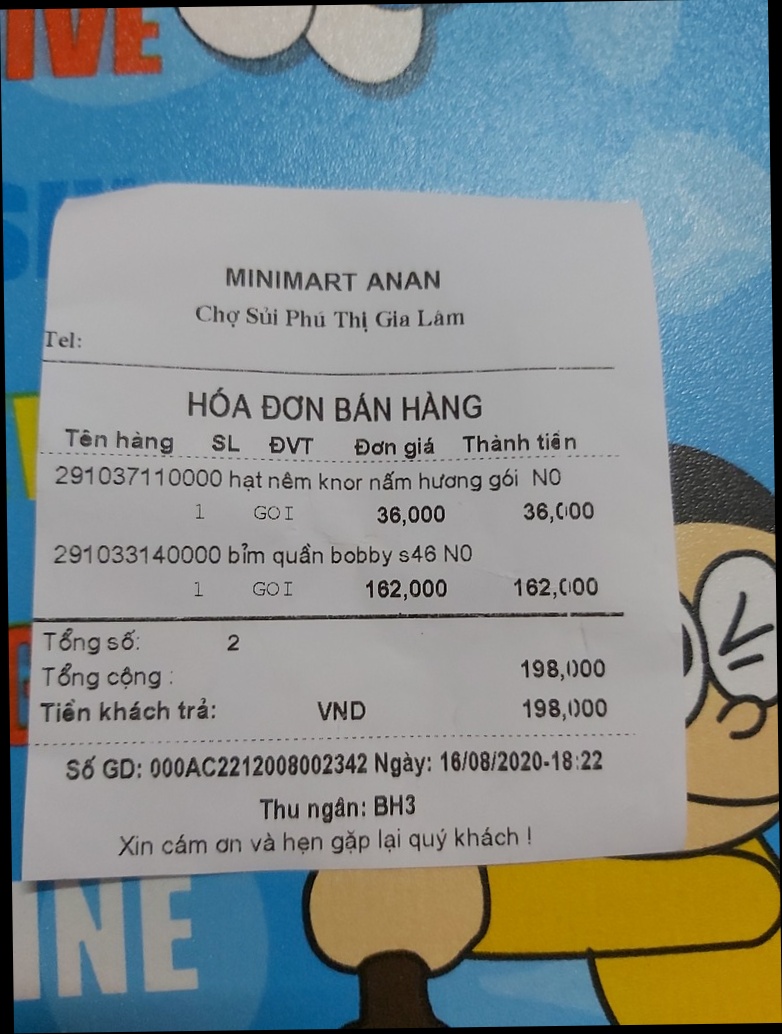 IVE
MINIMART ANAN
Chợ Sủi Phú Thị Gia Lâm
Tel:
HÓA ĐƠN BÁN HÀNG
Tên hàng SL ĐVT Đơn giá Thành tiền
291037110000 hạt nêm knor nấm hương gói N0
1 GOI 36,000 36,000
291033140000 bỉm quần bobby s46 N0
1 GOI 162,000 162,000
Tổng số: 2
Tổng cộng : 198,000
Tiền khách trả: VND 198,000
Số GD: 000AC2212008002342 Ngày: 16/08/2020-18:22
Thu ngân: BH3
Xin cám ơn và hẹn gặp lại quý khách !
INE